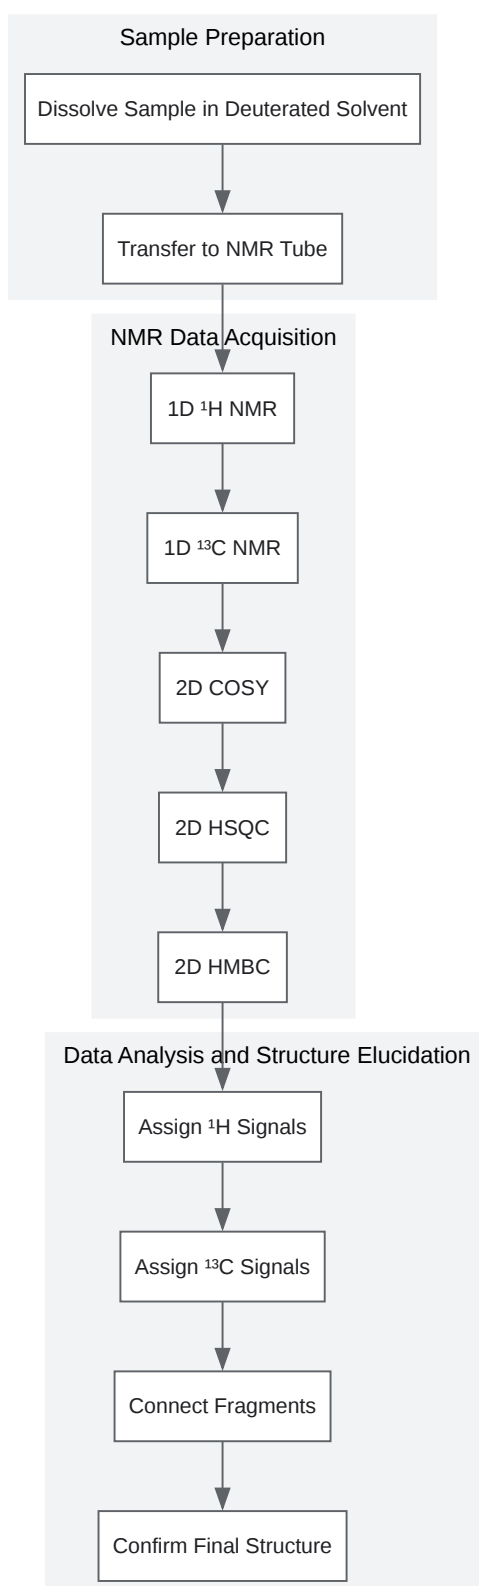 Sample Preparation
Dissolve Sample in Deuterated Solvent
Transfer to NMR Tube
NMR Data Acquisition
1D ¹H NMR
1D ¹³C NMR
2D COSY
2D HSQC
2D HMBC
Data Analysis and Structure Elucidation
Assign ¹H Signals
Assign ¹³C Signals
Connect Fragments
Confirm Final Structure